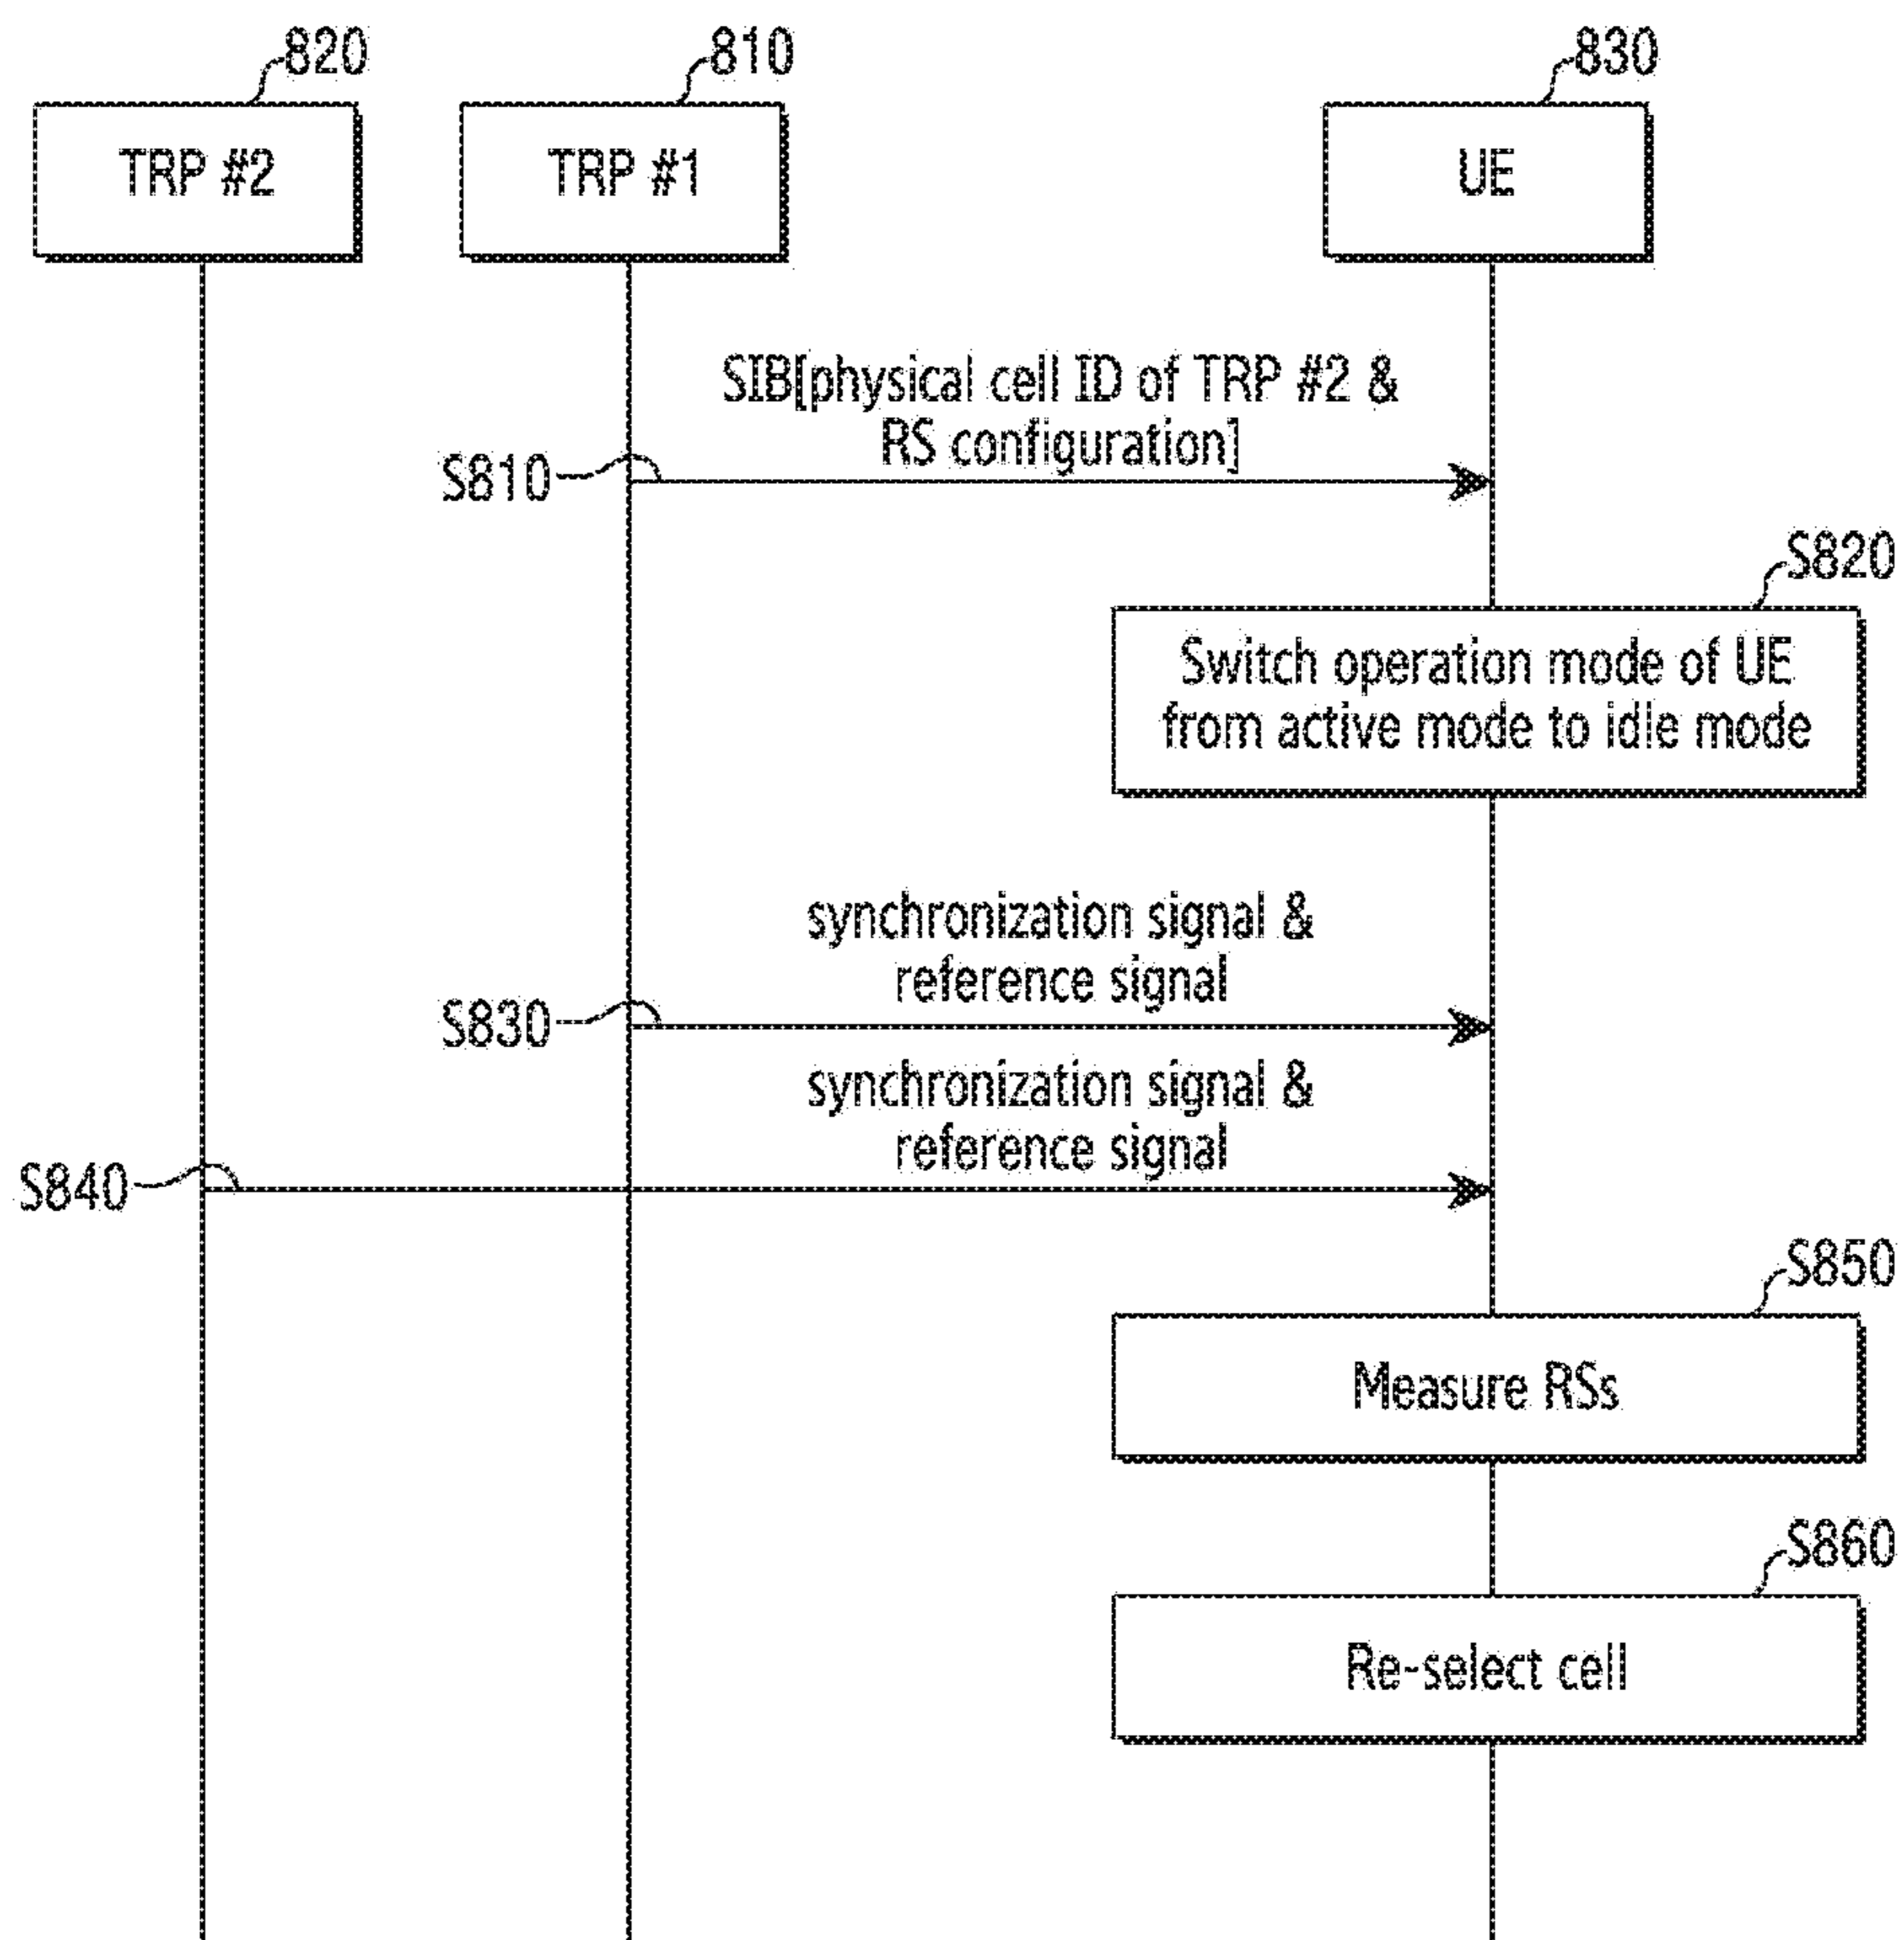 820
810
830
TRP #2
TRP #1
UE
SIB[physical cell ID of TRP #2 &
RS configuration]
S810
S820
Switch operation mode of UE
from active mode to idle mode
synchronization signal &
reference signal
S830
synchronization signal &
reference signal
S840
S850
Measure RSs
S860
Re-select cell